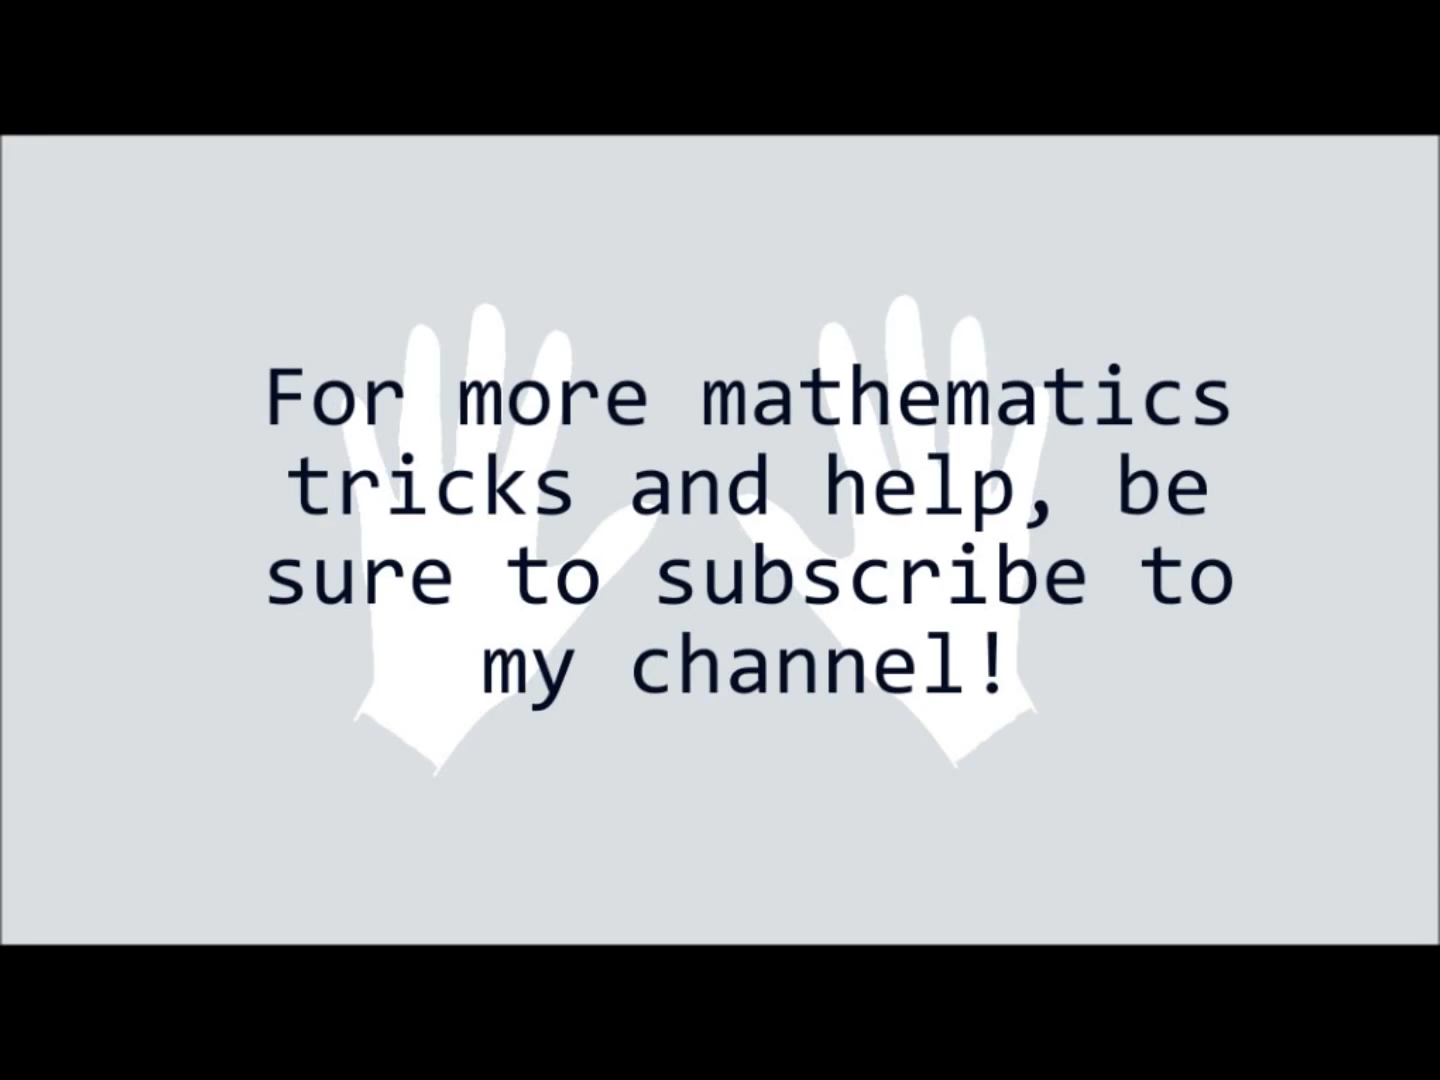 For more mathematics
tricks and help, be
sure to subscribe to
my channel!